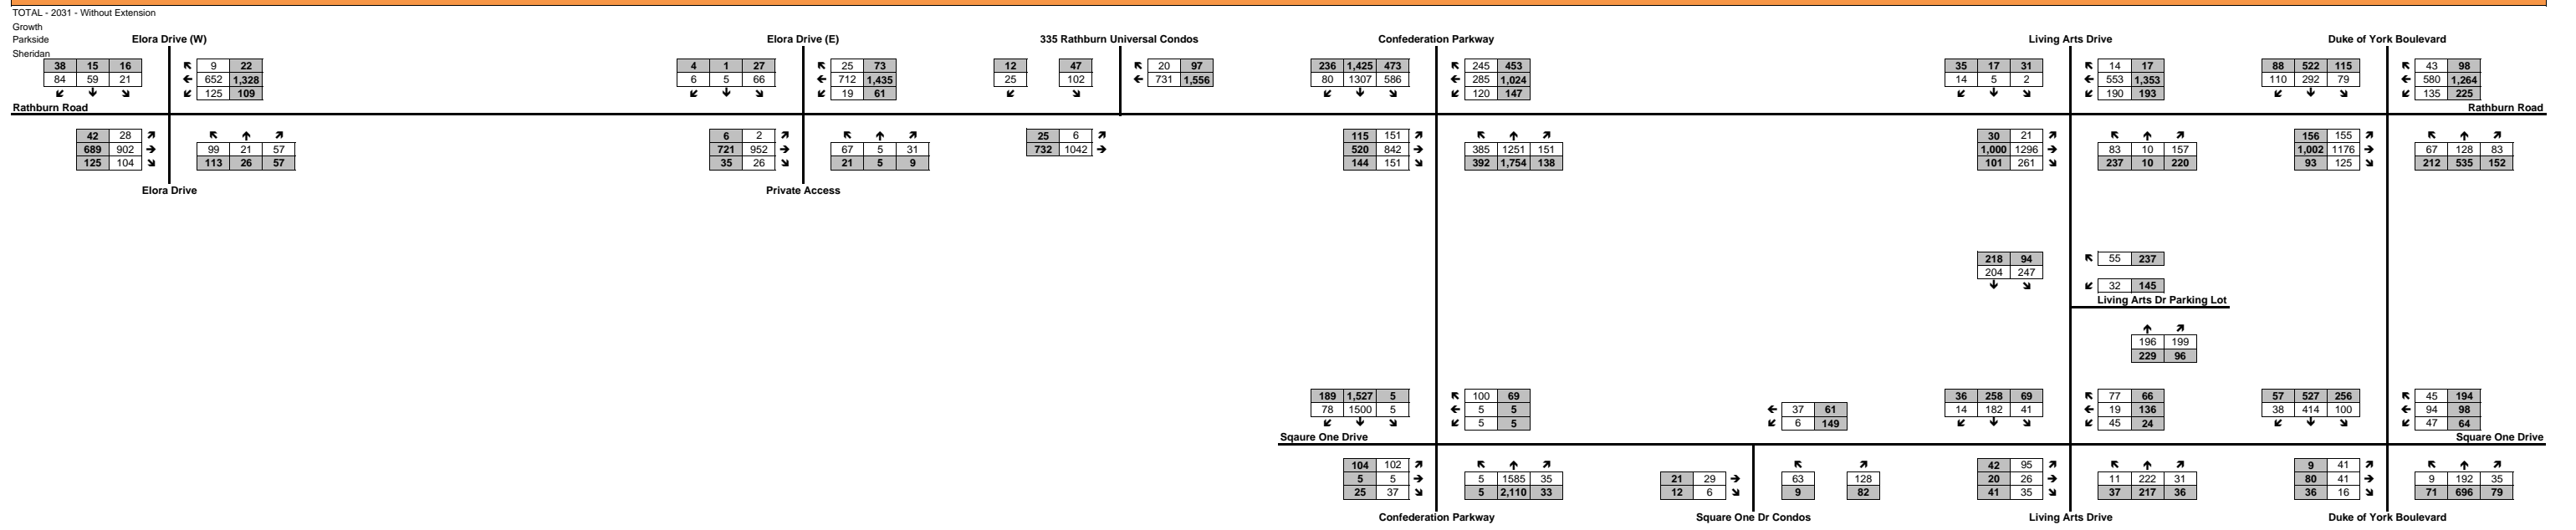 TOTAL - 2031 - Without Extension
Growth
Parkside
Sheridan
Elora Drive (W) Elora Drive (E) 335 Rathburn Universal Condos Confederation Parkway Living Arts Drive Duke of York Boulevard
38 15 16 ↖ 9 22 4 1 27 ↖ 25 73 12 47 ↖ 20 97 236 1,425 473 ↖ 245 453 35 17 31 ↖ 14 17 88 522 115 ↖ 43 98
84 59 21 ← 652 1,328 6 5 66 ← 712 1,435 25 102 ← 731 1,556 80 1307 586 ← 285 1,024 14 5 2 ← 553 1,353 110 292 79 ← 580 1,264
↙ ↓ ↘ ↙ 125 109 ↙ ↓ ↘ ↙ 19 61 ↙ ↘ ↙ ↓ ↘ ↙ 120 147 ↙ ↓ ↘ ↙ 190 193 ↙ ↓ ↘ ↙ 135 225
Rathburn Road Rathburn Road
42 28 ↗ ↖ ↑ ↗ 6 2 ↗ ↖ ↑ ↗ 25 6 ↗ 115 151 ↗ ↖ ↑ ↗ 30 21 ↗ ↖ ↑ ↗ 156 155 ↗ ↖ ↑ ↗
689 902 → 99 21 57 721 952 → 67 5 31 732 1042 → 520 842 → 385 1251 151 1,000 1296 → 83 10 157 1,002 1176 → 67 128 83
125 104 ↘ 113 26 57 35 26 ↘ 21 5 9 144 151 ↘ 392 1,754 138 101 261 ↘ 237 10 220 93 125 ↘ 212 535 152
Elora Drive Private Access
218 94 ↖ 55 237
204 247
↓ ↘ ↙ 32 145
Living Arts Dr Parking Lot
↑ ↗
196 199
229 96
189 1,527 5 ↖ 100 69 36 258 69 ↖ 77 66 57 527 256 ↖ 45 194
78 1500 5 ← 5 5 ← 37 61 14 182 41 ← 19 136 38 414 100 ← 94 98
↙ ↓ ↘ ↙ 5 5 ↙ 6 149 ↙ ↓ ↘ ↙ 45 24 ↙ ↓ ↘ ↙ 47 64
Sqaure One Drive Square One Drive
104 102 ↗ ↖ ↑ ↗ ↖ ↗ 42 95 ↗ ↖ ↑ ↗ 9 41 ↗ ↖ ↑ ↗
5 5 → 5 1585 35 21 29 → 63 128 20 26 → 11 222 31 80 41 → 9 192 35
25 37 ↘ 5 2,110 33 12 6 ↘ 9 82 41 35 ↘ 37 217 36 36 16 ↘ 71 696 79
Confederation Parkway Square One Dr Condos Living Arts Drive Duke of York Boulevard